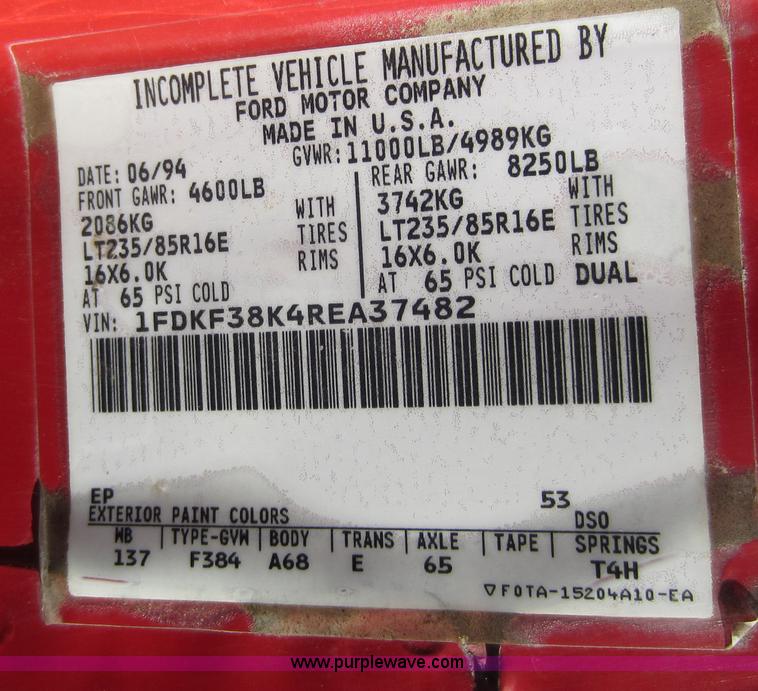 INCOMPLETE VEHICLE MANUFACTURED BY
FORD MOTOR COMPANY
MADE IN U.S.A.
DATE: 06/94 GVWR: 11000LB/4989KG
FRONT GAWR: 4600LB REAR GAWR: 8250LB
2086KG WITH 3742KG WITH
LT235/85R16E TIRES LT235/85R16E TIRES
16X6.0K RIMS 16X6.0K RIMS
AT 65 PSI COLD AT 65 PSI COLD DUAL
VIN: 1FDKF38K4REA37482
EP 53
EXTERIOR PAINT COLORS DSO
WB TYPE-GVW BODY TRANS AXLE TAPE SPRINGS
137 F384 A68 E 65 T4H
▽F0TA-15204A10-EA
www.purplewave.com